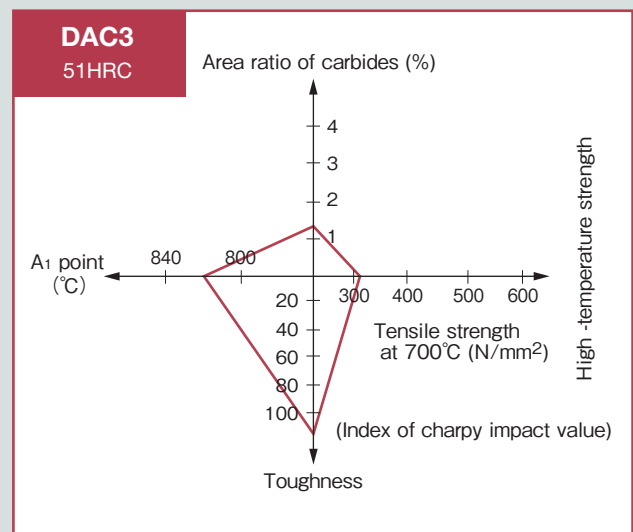 DAC3
51HRC
Area ratio of carbides (%)
4
3
2
1
A1 point
(℃)
840
800
300
400
500
600
20
40
60
80
100
Tensile strength
at 700℃ (N/mm2)
High -temperature strength
(Index of charpy impact value)
Toughness